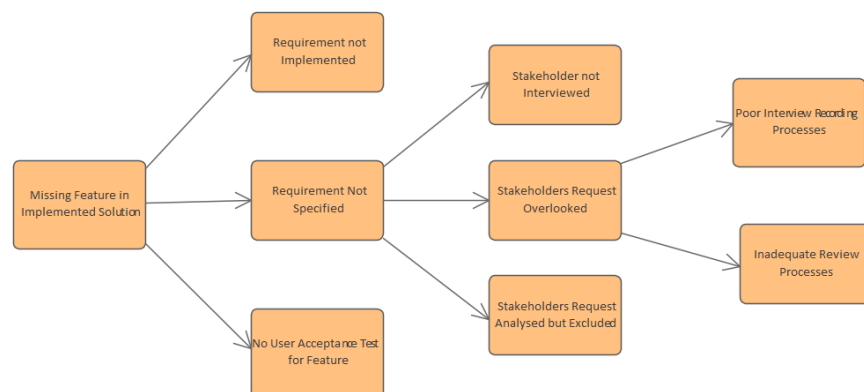 Requirement not
Implemented
Stakeholder not
Interviewed
Poor Interview Recording
Processes
Missing Feature in
Implemented Solution
Requirement Not
Specified
Stakeholders Request
Overlooked
Inadequate Review
Processes
Stakeholders Request
Analysed but Excluded
No User Acceptance Test
for Feature